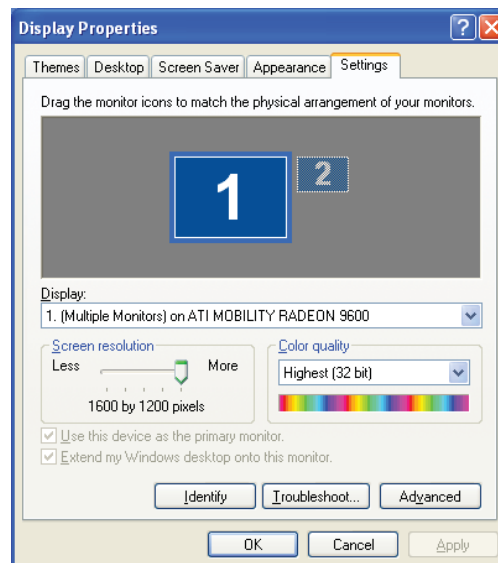 Display Properties
Themes Desktop Screen Saver Appearance Settings
Drag the monitor icons to match the physical arrangement of your monitors.
1 2
Display:
1. (Multiple Monitors) on ATI MOBILITY RADEON 9600
Screen resolution Color quality
Less More Highest (32 bit)
1600 by 1200 pixels
Use this device as the primary monitor.
Extend my Windows desktop onto this monitor.
Identify Troubleshoot... Advanced
OK Cancel Apply